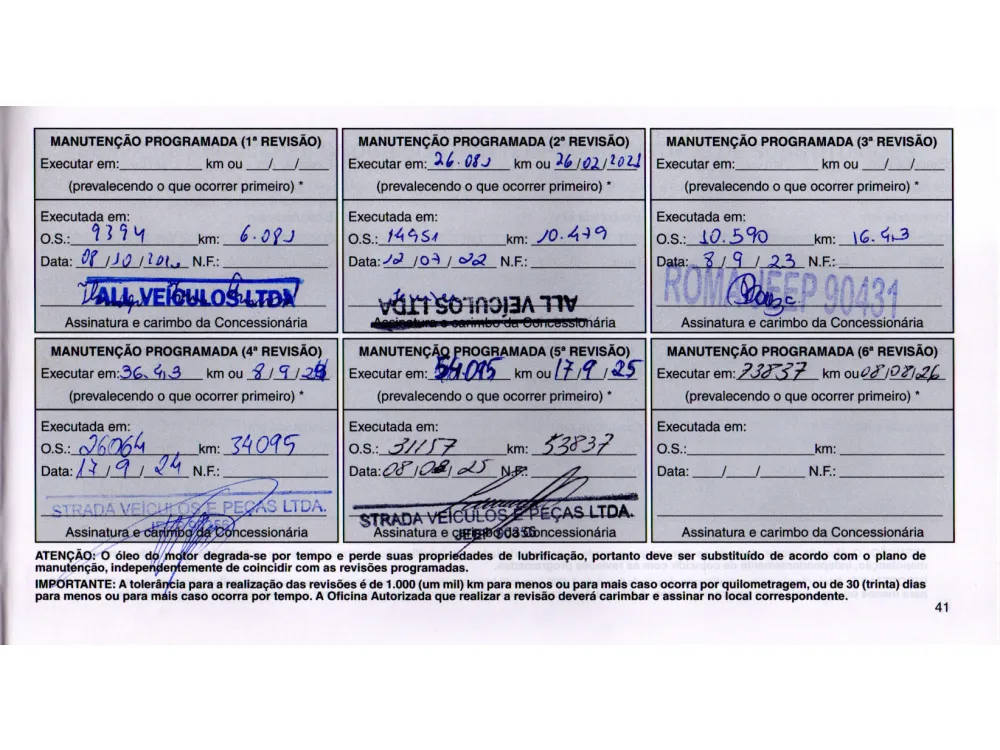 MANUTENÇÃO PROGRAMADA (1ª REVISÃO)
Executar em: km ou / /
(prevalecendo o que ocorrer primeiro) *
Executada em:
O.S.: 9394 km: 6.081
Data: 08/10/ N.F.:
ALL VEÍCULOS LTDA
Assinatura e carimbo da Concessionária
MANUTENÇÃO PROGRAMADA (2ª REVISÃO)
Executar em: 26.081 km ou 26/02/2021
(prevalecendo o que ocorrer primeiro) *
Executada em:
O.S.: 14951 km: 10.479
Data: 12/07/22 N.F.:
ALL VEÍCULOS LTDA
Assinatura e carimbo da Concessionária
MANUTENÇÃO PROGRAMADA (3ª REVISÃO)
Executar em: km ou / /
(prevalecendo o que ocorrer primeiro) *
Executada em:
O.S.: 10.590 km: 16.413
Data: 8/9/23 N.F.:
ROMA JEEP 90431
Assinatura e carimbo da Concessionária
MANUTENÇÃO PROGRAMADA (4ª REVISÃO)
Executar em: 36.413 km ou 8/9/24
(prevalecendo o que ocorrer primeiro) *
Executada em:
O.S.: 26064 km: 34095
Data: 17/9/24 N.F.:
STRADA VEÍCULOS E PEÇAS LTDA.
Assinatura e carimbo da Concessionária
MANUTENÇÃO PROGRAMADA (5ª REVISÃO)
Executar em: 54.095 km ou 17/9/25
(prevalecendo o que ocorrer primeiro) *
Executada em:
O.S.: 31157 km: 53837
Data: 08/08/25 N.F.:
STRADA VEÍCULOS E PEÇAS LTDA.
JEEP 90356
Assinatura e carimbo da Concessionária
MANUTENÇÃO PROGRAMADA (6ª REVISÃO)
Executar em: 73837 km ou 08/08/26
(prevalecendo o que ocorrer primeiro) *
Executada em:
O.S.: km:
Data: / / N.F.:
Assinatura e carimbo da Concessionária
ATENÇÃO: O óleo do motor degrada-se por tempo e perde suas propriedades de lubrificação, portanto deve ser substituído de acordo com o plano de
manutenção, independentemente de coincidir com as revisões programadas.
IMPORTANTE: A tolerância para a realização das revisões é de 1.000 (um mil) km para menos ou para mais caso ocorra por quilometragem, ou de 30 (trinta) dias
para menos ou para mais caso ocorra por tempo. A Oficina Autorizada que realizar a revisão deverá carimbar e assinar no local correspondente.
41